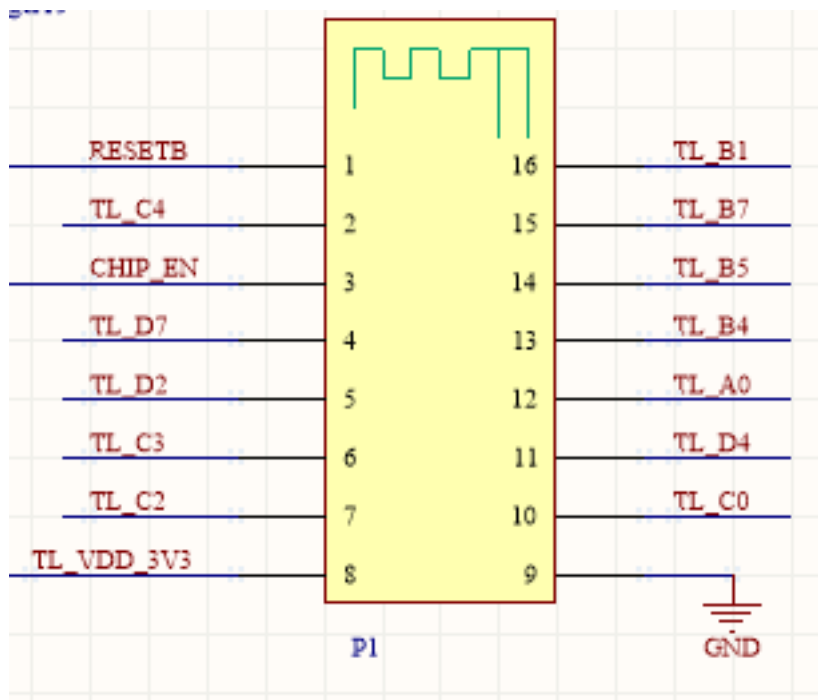 RESETB 1 16 TL_B1
TL_C4 2 15 TL_B7
CHIP_EN 3 14 TL_B5
TL_D7 4 13 TL_B4
TL_D2 5 12 TL_A0
TL_C3 6 11 TL_D4
TL_C2 7 10 TL_C0
TL_VDD_3V3 8 9
P1 GND